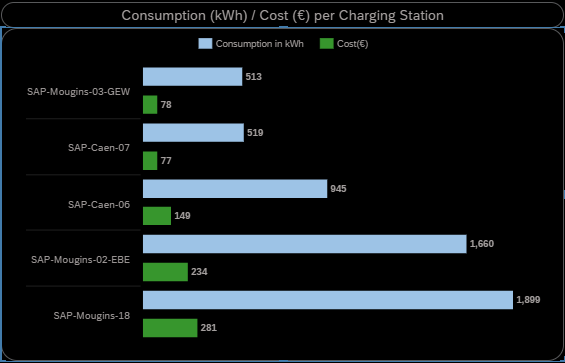 Consumption (kWh) / Cost (€) per Charging Station
Consumption in kWh Cost(€)
513
SAP-Mougins-03-GEW
78
519
SAP-Caen-07
77
945
SAP-Caen-06
149
1,660
SAP-Mougins-02-EBE
234
1,899
SAP-Mougins-18
281